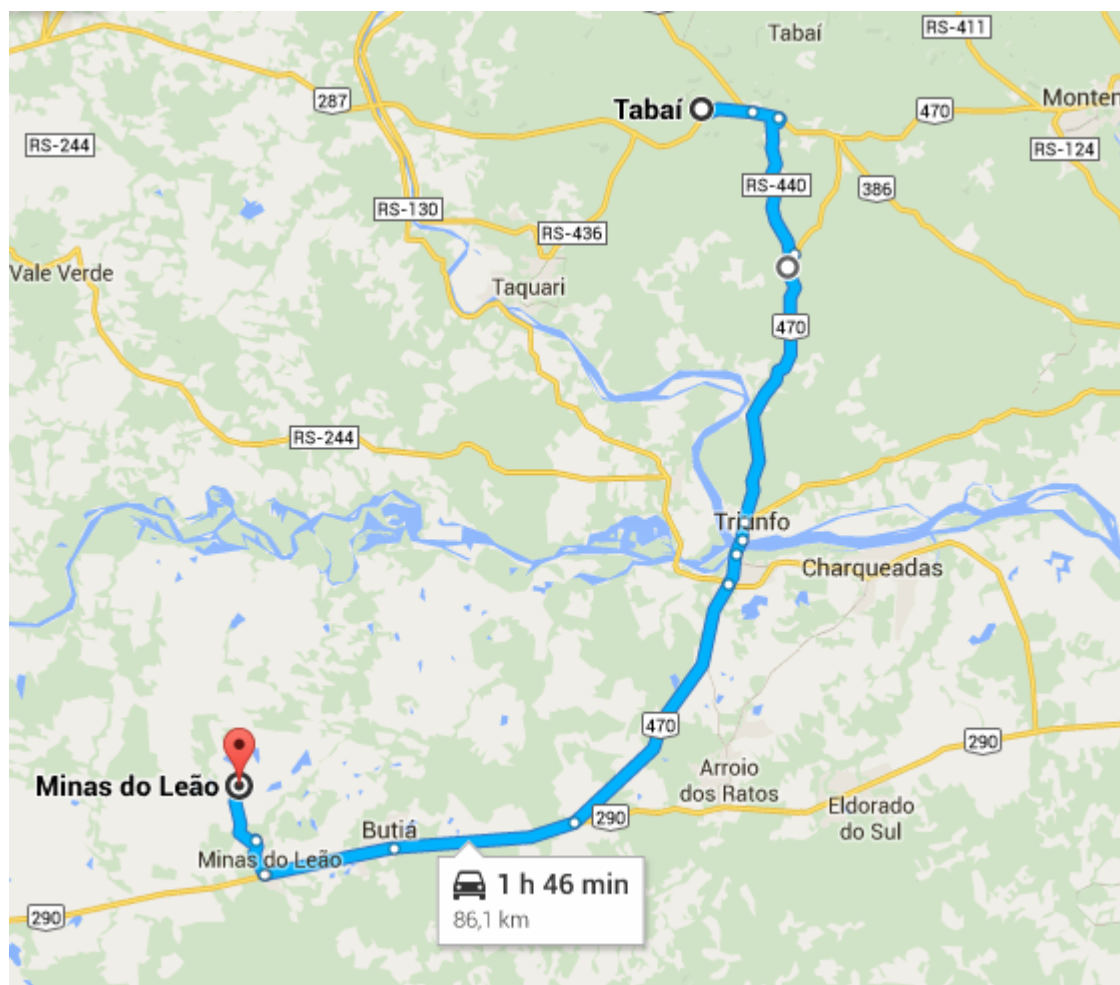 Tabaí
RS-411
287
Tabaí
470
Monten
RS-244
RS-124
RS-440
386
RS-130
RS-436
Vale Verde
Taquari
470
RS-244
Triunfo
Charqueadas
470
290
Arroio
dos Ratos
Minas do Leão
Eldorado
do Sul
290
Butiá
Minas do Leão
1 h 46 min
86,1 km
290